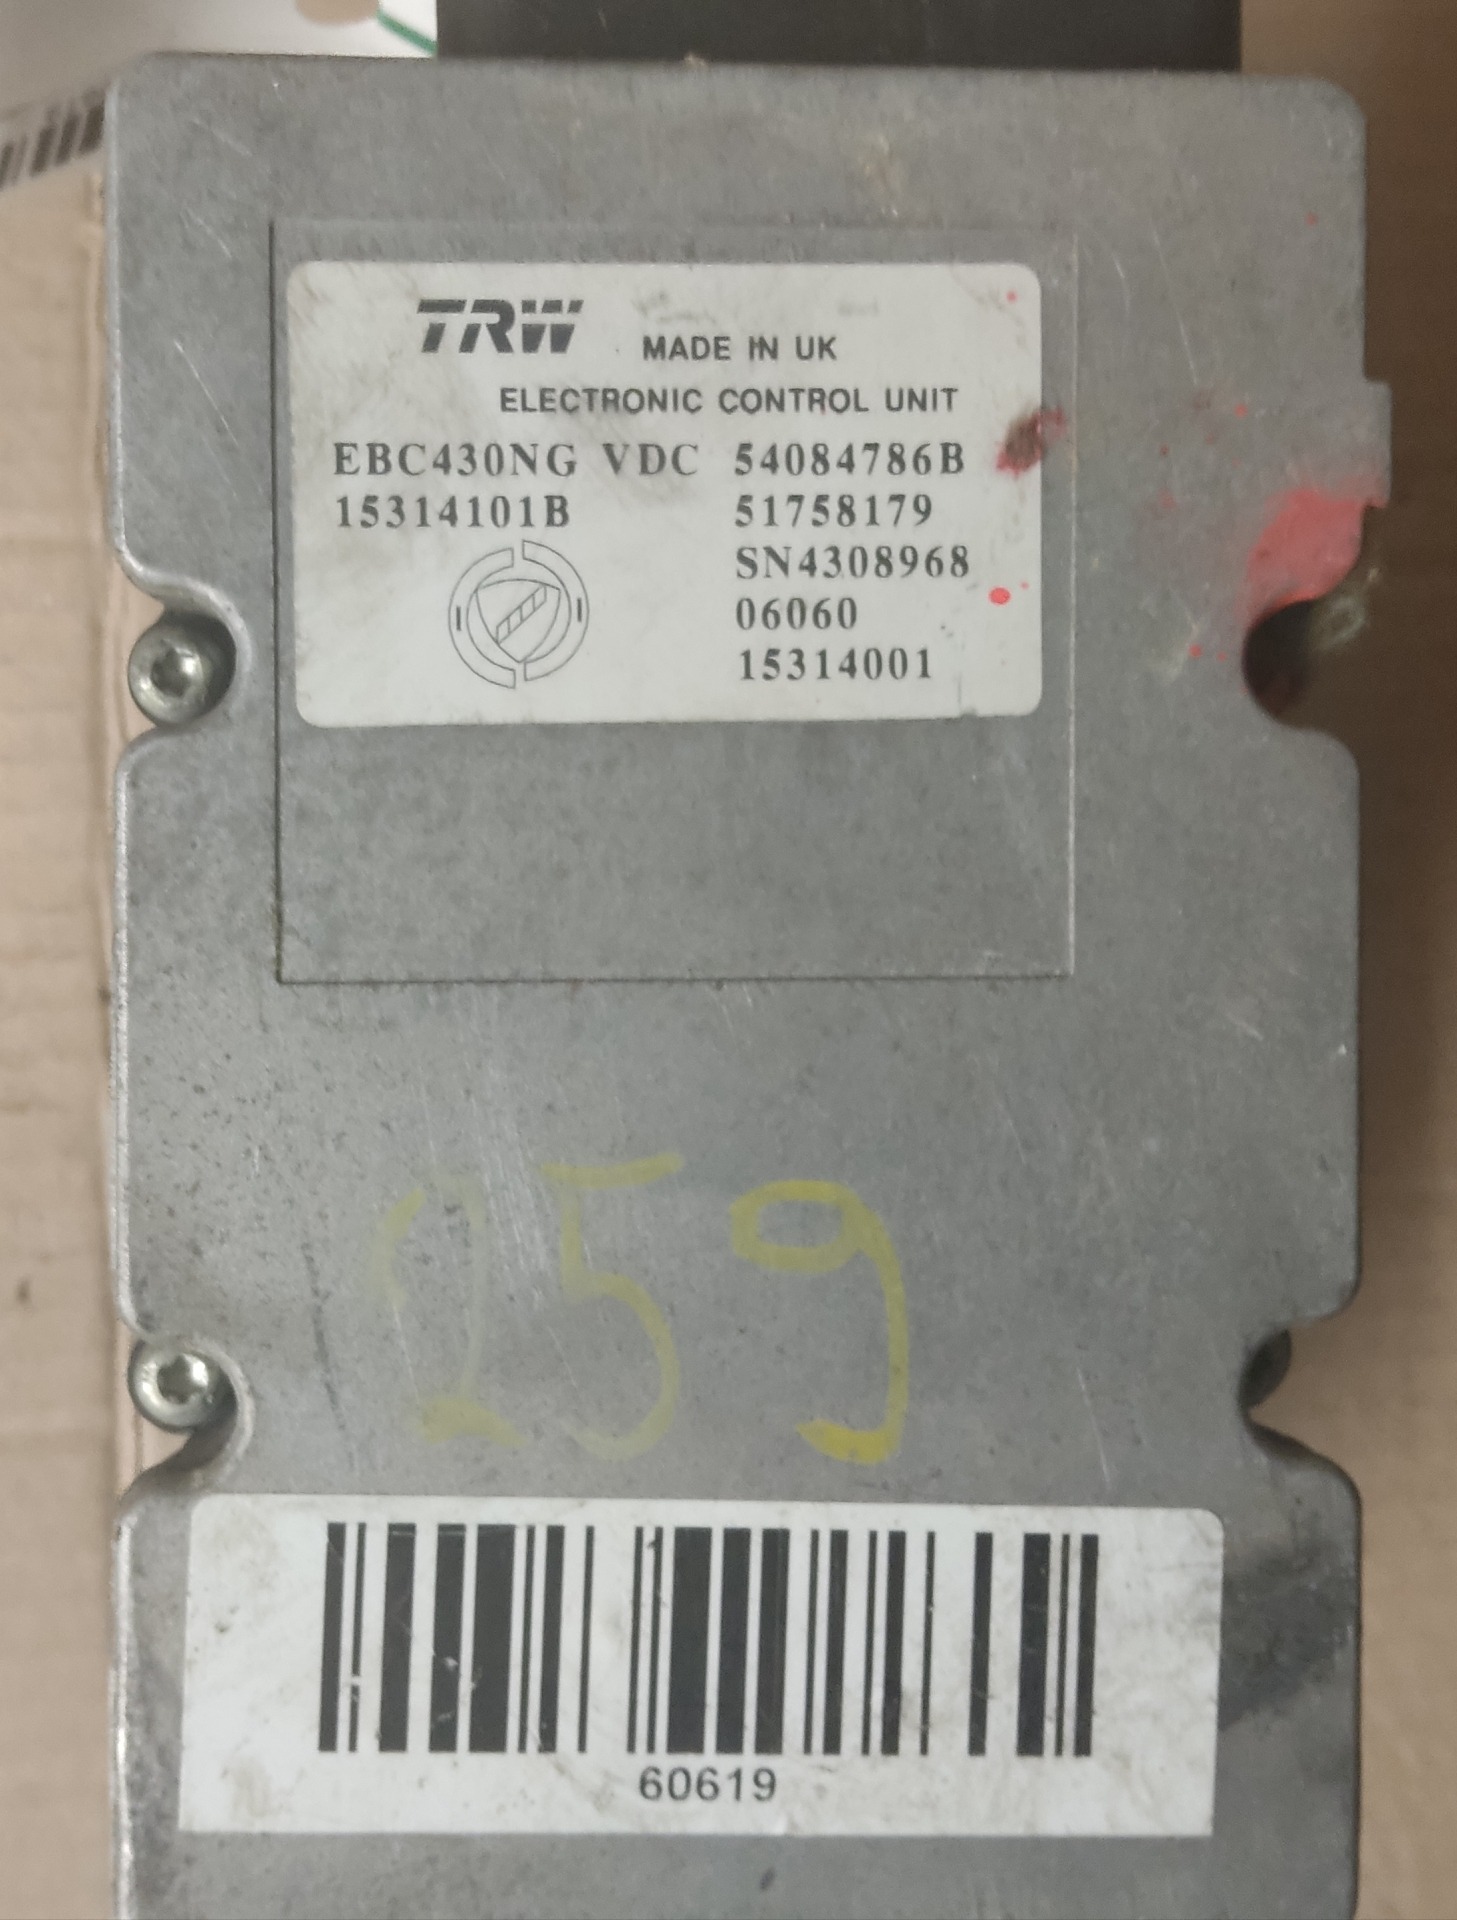 TRW MADE IN UK
ELECTRONIC CONTROL UNIT
EBC430NG VDC 54084786B
15314101B 51758179
SN4308968
06060
15314001
259
60619